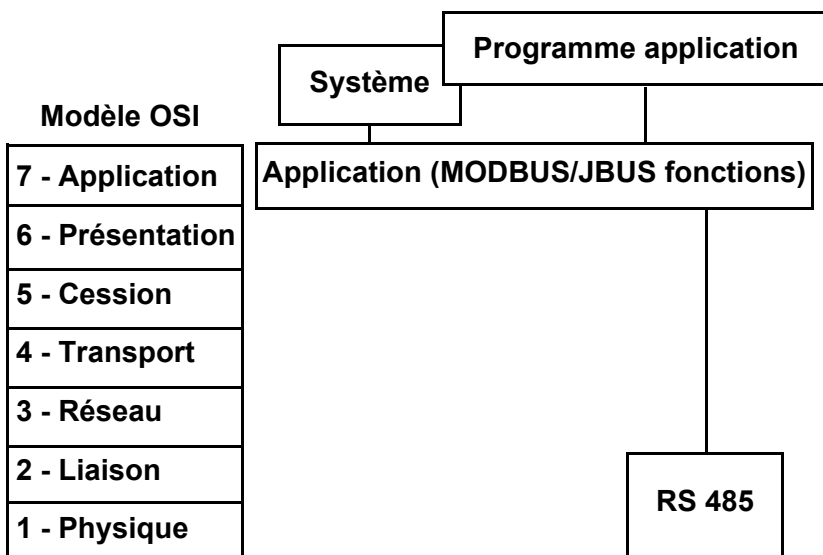 Programme application
Système
Modèle OSI
7 - Application
Application (MODBUS/JBUS fonctions)
6 - Présentation
5 - Cession
4 - Transport
3 - Réseau
2 - Liaison
RS 485
1 - Physique